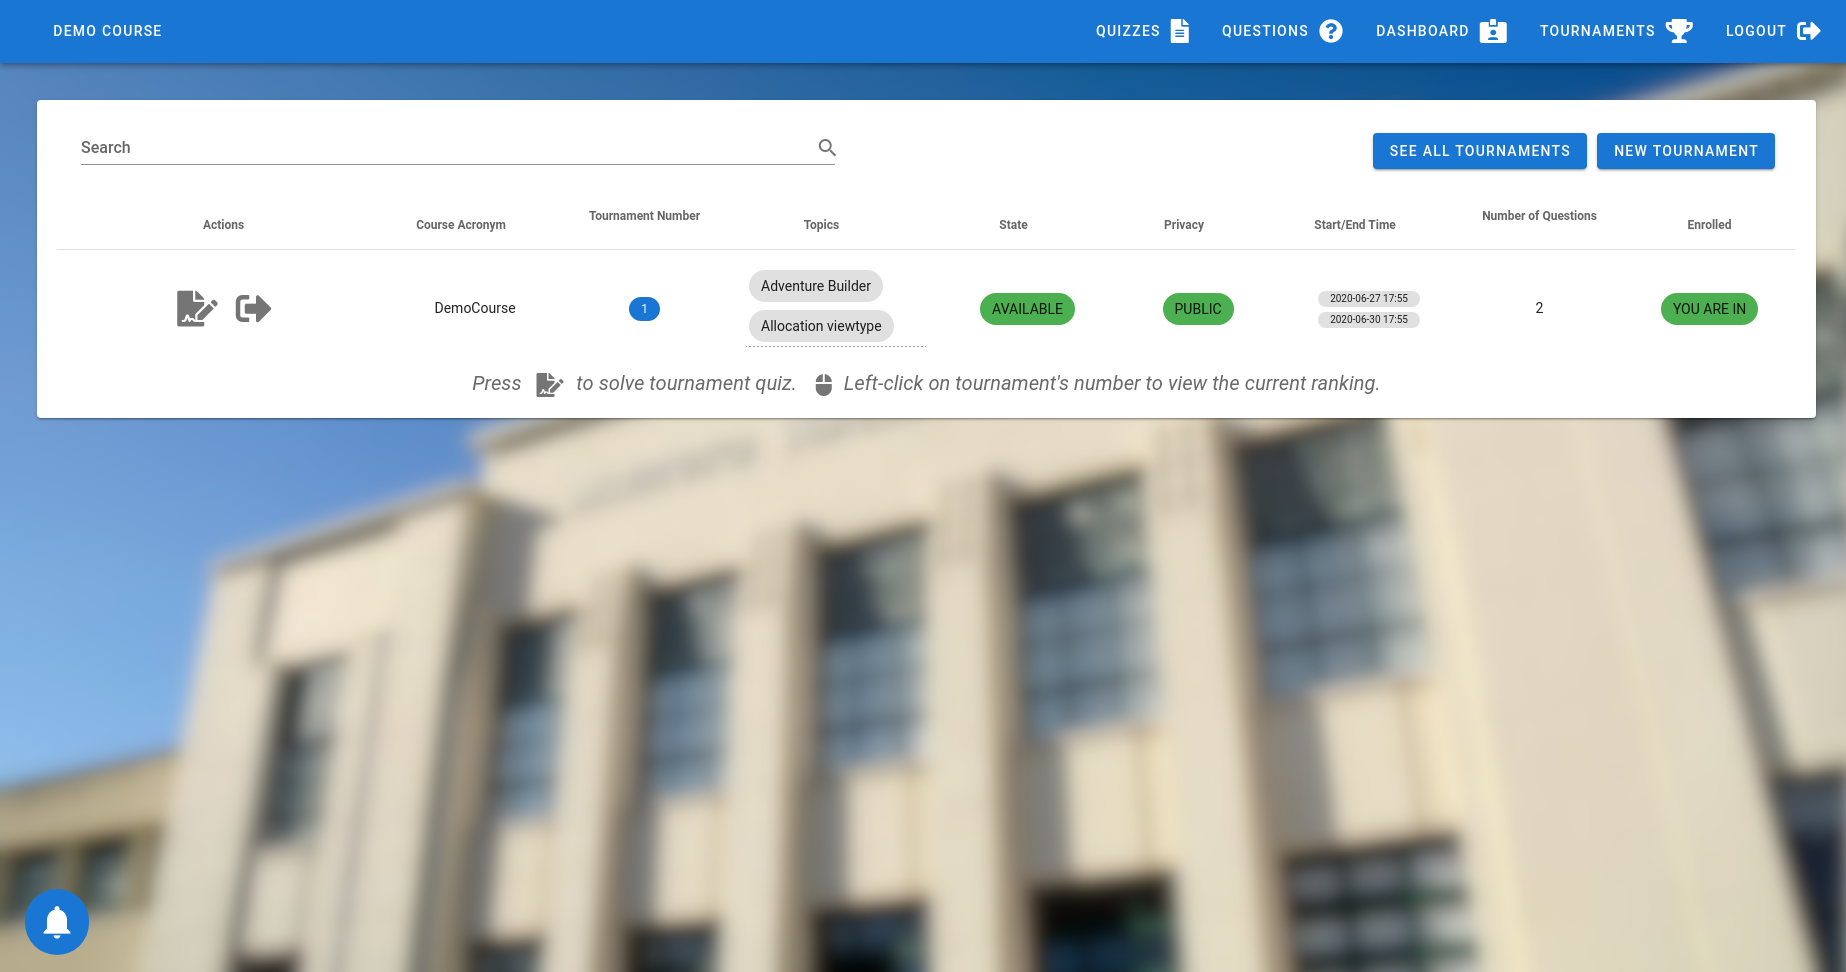 DEMO COURSE QUIZZES QUESTIONS DASHBOARD TOURNAMENTS LOGOUT
Search SEE ALL TOURNAMENTS NEW TOURNAMENT
Actions Course Acronym Tournament Number Topics State Privacy Start/End Time Number of Questions Enrolled
Adventure Builder
DemoCourse 1 AVAILABLE PUBLIC 2020-06-27 17:55 2 YOU ARE IN
Allocation viewtype 2020-06-30 17:55
Press to solve tournament quiz. Left-click on tournament's number to view the current ranking.